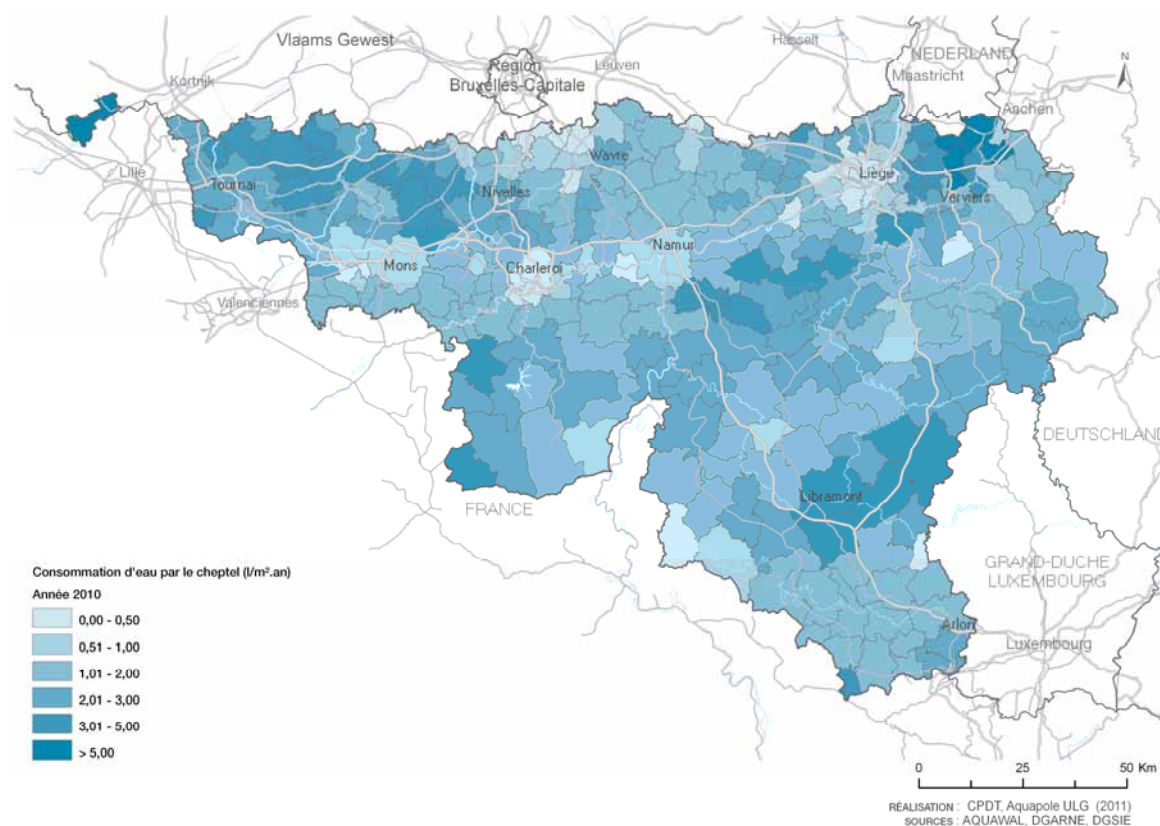 Vlaams Gewest
Hasselt
NEDERLAND
Kortrijk
Région
Bruxelles-Capitale
Leuven
Maastricht
N
Aachen
Lille
Wavre
Liège
Tournai
Nivelles
Verviers
Mons
Charleroi
Namur
Valenciennes
DEUTSCHLAND
Libramont
FRANCE
GRAND-DUCHE
LUXEMBOURG
Arlon
Luxembourg
Consommation d'eau par le cheptel (l/m².an)
Année 2010
0,00 - 0,50
0,51 - 1,00
1,01 - 2,00
2,01 - 3,00
3,01 - 5,00
> 5,00
0 25 50 Km
RÉALISATION : CPDT, Aquapole ULG (2011)
SOURCES : AQUAWAL, DGARNE, DGSIE